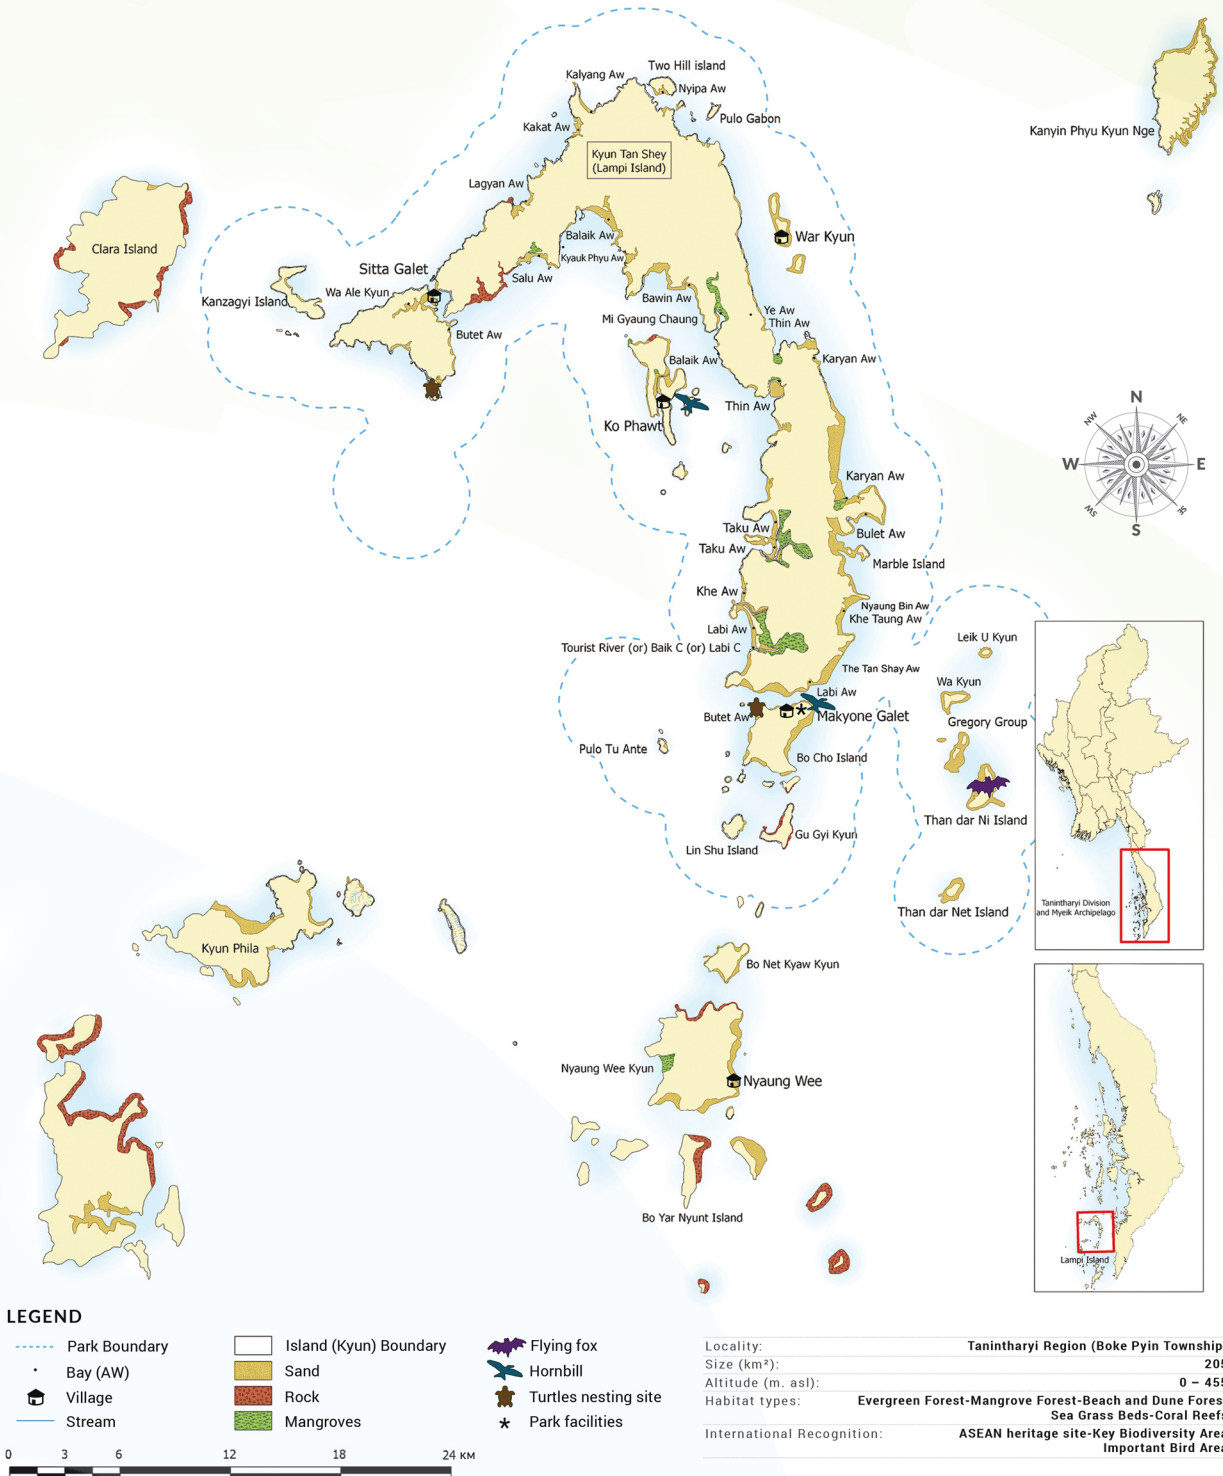 Two Hill island
Kalyang Aw
Nyipa Aw
Pulo Gabon
Kakat Aw
Kanyin Phyu Kyun Nge
Kyun Tan Shey
(Lampi Island)
Lagyan Aw
Clara Island
Balaik Aw
War Kyun
Kyauk Phyu Aw
Sitta Galet
Salu Aw
Wa Ale Kyun
Kanzagyi Island
Bawin Aw
Ye Aw
Mi Gyaung Chaung
Thin Aw
Butet Aw
Balaik Aw
Karyan Aw
Thin Aw
Ko Phawt
N
NW
NE
W
E
SW
SE
S
Karyan Aw
Taku Aw
Bulet Aw
Taku Aw
Marble Island
Khe Aw
Nyaung Bin Aw
Khe Taung Aw
Labi Aw
Leik U Kyun
Tourist River (or) Baik C (or) Labi C
The Tan Shay Aw
Wa Kyun
Labi Aw
Butet Aw
Makyone Galet
Gregory Group
Pulo Tu Ante
Bo Cho Island
Than dar Ni Island
Gu Gyi Kyun
Lin Shu Island
Than dar Net Island
Tanintharyi Division
and Myeik Archipelago
Kyun Phila
Bo Net Kyaw Kyun
Nyaung Wee Kyun
Nyaung Wee
Bo Yar Nyunt Island
Lampi Island
LEGEND
Park Boundary
Bay (AW)
Village
Stream
Island (Kyun) Boundary
Sand
Rock
Mangroves
Flying fox
Hornbill
Turtles nesting site
Park facilities
0 3 6 12 18 24 KM
Locality: Tanintharyi Region (Boke Pyin Township
Size (km²): 205
Altitude (m. asl): 0 – 455
Habitat types: Evergreen Forest-Mangrove Forest-Beach and Dune Forest
Sea Grass Beds-Coral Reefs
International Recognition: ASEAN heritage site-Key Biodiversity Area
Important Bird Area